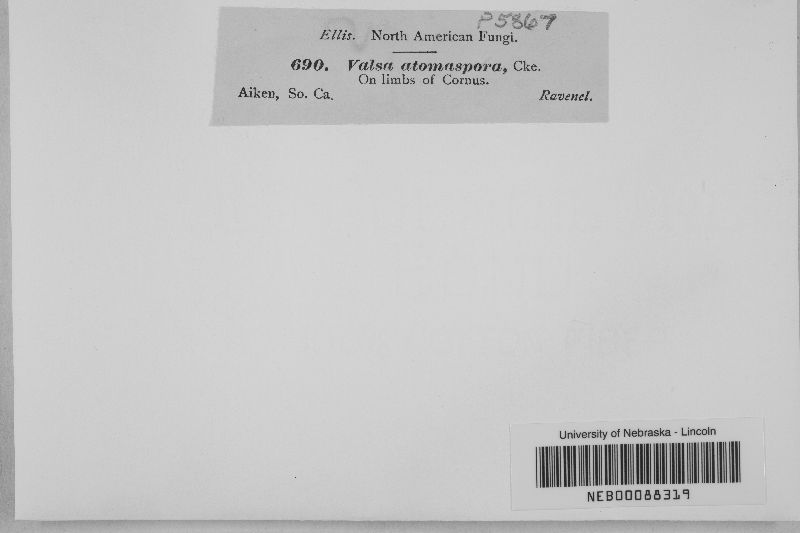 P5867
Ellis. North American Fungi.
690. Valsa atomaspora, Cke.
On limbs of Cornus.
Aiken, So. Ca. Ravenel.
University of Nebraska - Lincoln
NEB00088319